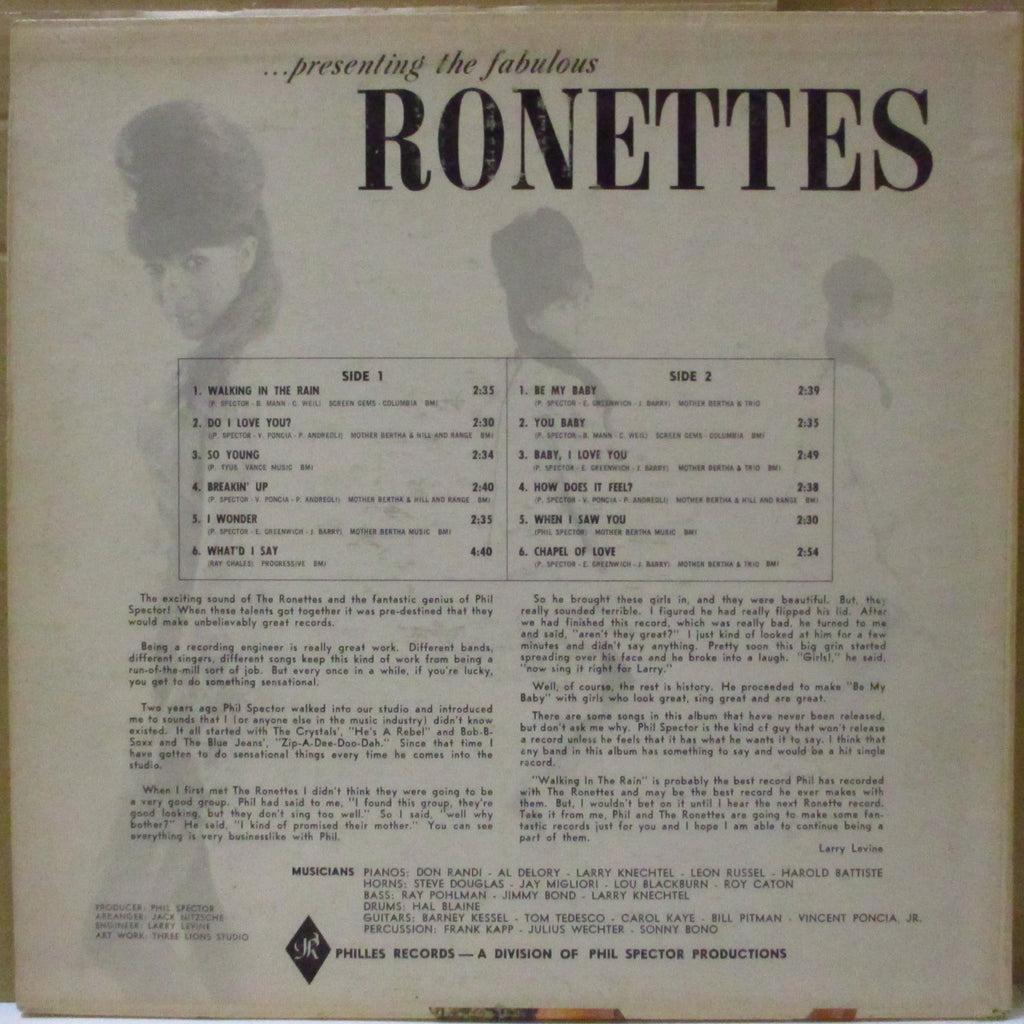 ...presenting the fabulous
RONETTES
SIDE 1
1. WALKING IN THE RAIN 2:35
(P. SPECTOR - B. MANN - C. WEIL) SCREEN GEMS - COLUMBIA BMI
2. DO I LOVE YOU? 2:30
(P. SPECTOR - V. PONCIA - P. ANDREOLI) MOTHER BERTHA & HILL AND RANGE BMI
3. SO YOUNG 2:34
(P. TYUS VANCE MUSIC BMI
4. BREAKIN' UP 2:40
(P. SPECTOR - V. PONCIA - P. ANDREOLI) MOTHER BERTHA & HILL AND RANGE BMI
5. I WONDER 2:35
(P. SPECTOR - E. GREENWICH - J. BARRY) MOTHER BERTHA MUSIC BMI
6. WHAT'D I SAY 4:40
(RAY CHALES) PROGRESSIVE BMI
SIDE 2
1. BE MY BABY 2:39
(P. SPECTOR - E. GREENWICH - J. BARRY) MOTHER BERTHA & TRIO
2. YOU BABY 2:35
(P. SPECTOR - B. MANN - C. WEIL) SCREEN GEMS - COLUMBIA BMI
3. BABY, I LOVE YOU 2:49
(P. SPECTOR - E. GREENWICH - J. BARRY) MOTHER BERTHA & TRIO BMI
4. HOW DOES IT FEEL? 2:38
(P. SPECTOR - V. PONCIA - P. ANDREOLI) MOTHER BERTHA & HILL AND RANGE BMI
5. WHEN I SAW YOU 2:30
(PHIL SPECTOR) MOTHER BERTHA MUSIC BMI
6. CHAPEL OF LOVE 2:54
(P. SPECTOR - E. GREENWICH - J. BARRY) MOTHER BERTHA & TRIO BMI
The exciting sound of The Ronettes and the fantastic genius of Phil
Spector! When these talents got together it was pre-destined that they
would make unbelievably great records.
Being a recording engineer is really great work. Different bands,
different singers, different songs keep this kind of work from being a
run-of-the-mill sort of job. But every once in a while, if you're lucky,
you get to do something sensational.
Two years ago Phil Spector walked into our studio and introduced
me to sounds that I (or anyone else in the music industry) didn't know
existed. It all started with The Crystals', "He's A Rebel" and Bob-B-
Soxx and The Blue Jeans', "Zip-A-Dee-Doo-Dah." Since that time I
have gotten to do sensational things every time he comes into the
studio.
When I first met The Ronettes I didn't think they were going to be
a very good group. Phil had said to me, "I found this group, they're
good looking, but they don't sing too well." So I said, "well why
bother?" He said, "I kind of promised their mother." You can see
everything is very businesslike with Phil.
So he brought these girls in, and they were beautiful. But, they
really sounded terrible. I figured he had really flipped his lid. After
we had finished this record, which was really bad, he turned to me
and said, "aren't they great?" I just kind of looked at him for a few
minutes and didn't say anything. Pretty soon this big grin started
spreading over his face and he broke into a laugh. "Girls!," he said,
"now sing it right for Larry."
Well, of course, the rest is history. He proceeded to make "Be My
Baby" with girls who look great, sing great and are great.
There are some songs in this album that have never been released,
but don't ask me why. Phil Spector is the kind of guy that won't release
a record unless he feels that it has what he wants it to say. I think that
any band in this album has something to say and would be a hit single
record.
"Walking In The Rain" is probably the best record Phil has recorded
with The Ronettes and may be the best record he ever makes with
them. But, I wouldn't bet on it until I hear the next Ronette record.
Take it from me, Phil and The Ronettes are going to make some fan-
tastic records just for you and I hope I am able to continue being a
part of them.
Larry Levine
MUSICIANS PIANOS: DON RANDI - AL DELORY - LARRY KNECHTEL - LEON RUSSEL - HAROLD BATTISTE
HORNS: STEVE DOUGLAS - JAY MIGLIORI - LOU BLACKBURN - ROY CATON
BASS: RAY POHLMAN - JIMMY BOND - LARRY KNECHTEL
DRUMS: HAL BLAINE
GUITARS: BARNEY KESSEL - TOM TEDESCO - CAROL KAYE - BILL PITMAN - VINCENT PONCIA, JR.
PERCUSSION: FRANK KAPP - JULIUS WECHTER - SONNY BONO
PRODUCER: PHIL SPECTOR
ARRANGER: JACK NITZSCHE
ENGINEER: LARRY LEVINE
ART WORK: THREE LIONS STUDIO
PHILLES RECORDS — A DIVISION OF PHIL SPECTOR PRODUCTIONS